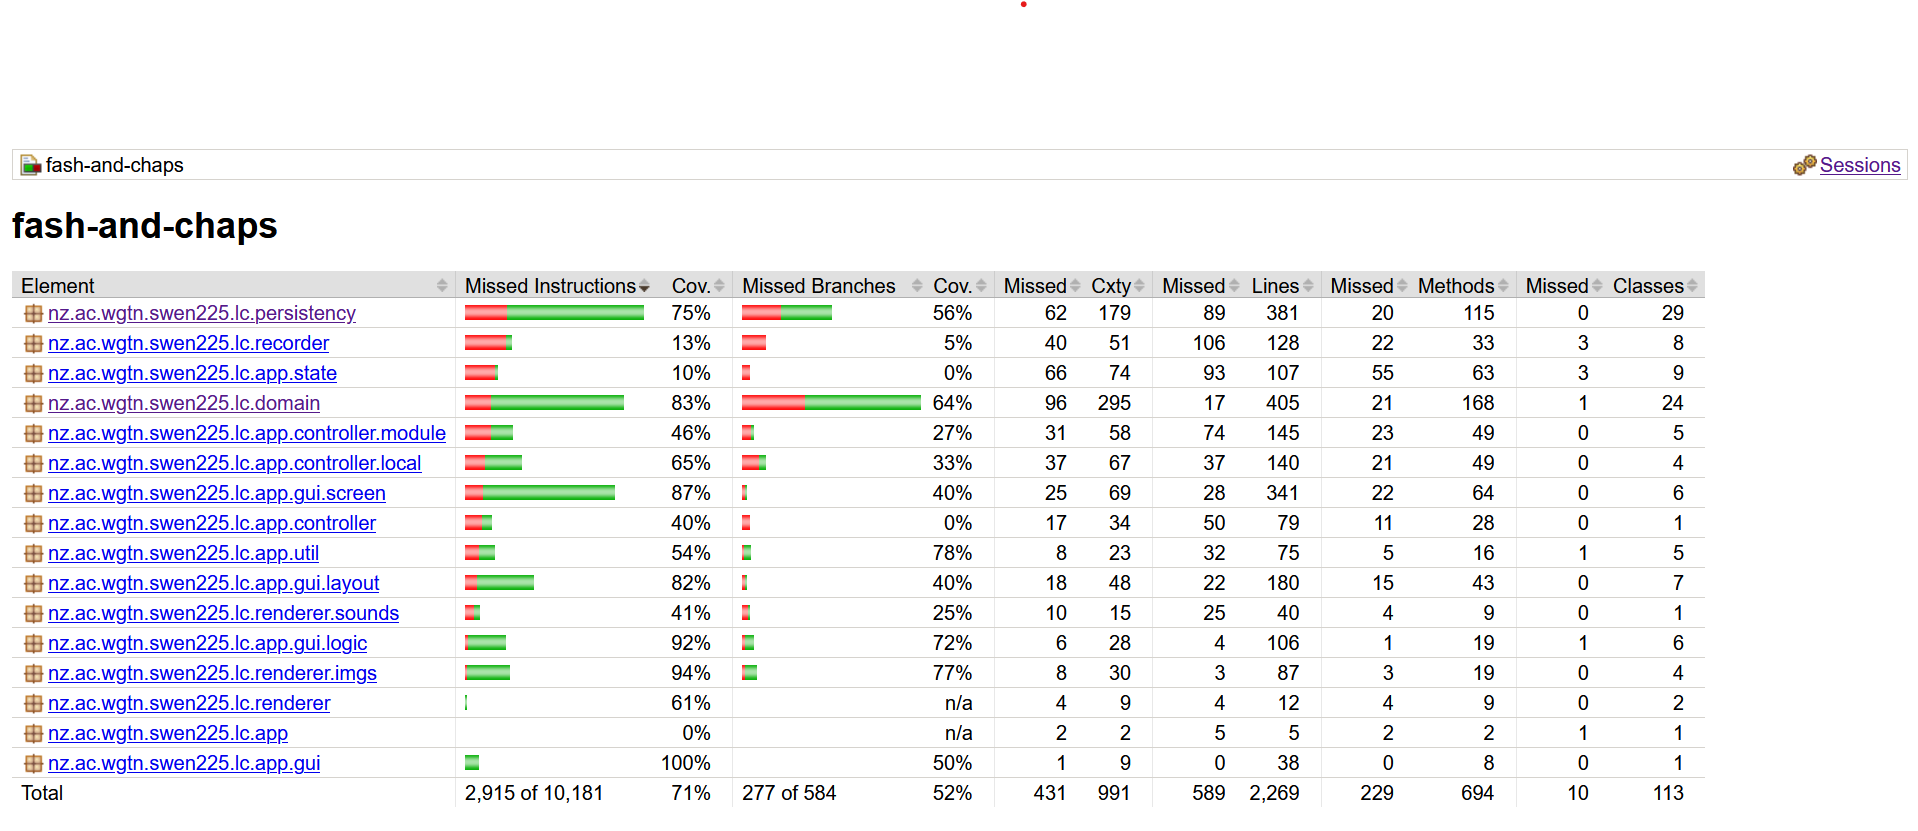 fash-and-chaps Sessions
fash-and-chaps
Element Missed Instructions Cov. Missed Branches Cov. Missed Cxty Missed Lines Missed Methods Missed Classes
nz.ac.wgtn.swen225.lc.persistency 75% 56% 62 179 89 381 20 115 0 29
nz.ac.wgtn.swen225.lc.recorder 13% 5% 40 51 106 128 22 33 3 8
nz.ac.wgtn.swen225.lc.app.state 10% 0% 66 74 93 107 55 63 3 9
nz.ac.wgtn.swen225.lc.domain 83% 64% 96 295 17 405 21 168 1 24
nz.ac.wgtn.swen225.lc.app.controller.module 46% 27% 31 58 74 145 23 49 0 5
nz.ac.wgtn.swen225.lc.app.controller.local 65% 33% 37 67 37 140 21 49 0 4
nz.ac.wgtn.swen225.lc.app.gui.screen 87% 40% 25 69 28 341 22 64 0 6
nz.ac.wgtn.swen225.lc.app.controller 40% 0% 17 34 50 79 11 28 0 1
nz.ac.wgtn.swen225.lc.app.util 54% 78% 8 23 32 75 5 16 1 5
nz.ac.wgtn.swen225.lc.app.gui.layout 82% 40% 18 48 22 180 15 43 0 7
nz.ac.wgtn.swen225.lc.renderer.sounds 41% 25% 10 15 25 40 4 9 0 1
nz.ac.wgtn.swen225.lc.app.gui.logic 92% 72% 6 28 4 106 1 19 1 6
nz.ac.wgtn.swen225.lc.renderer.imgs 94% 77% 8 30 3 87 3 19 0 4
nz.ac.wgtn.swen225.lc.renderer 61% n/a 4 9 4 12 4 9 0 2
nz.ac.wgtn.swen225.lc.app 0% n/a 2 2 5 5 2 2 1 1
nz.ac.wgtn.swen225.lc.app.gui 100% 50% 1 9 0 38 0 8 0 1
Total 2,915 of 10,181 71% 277 of 584 52% 431 991 589 2,269 229 694 10 113